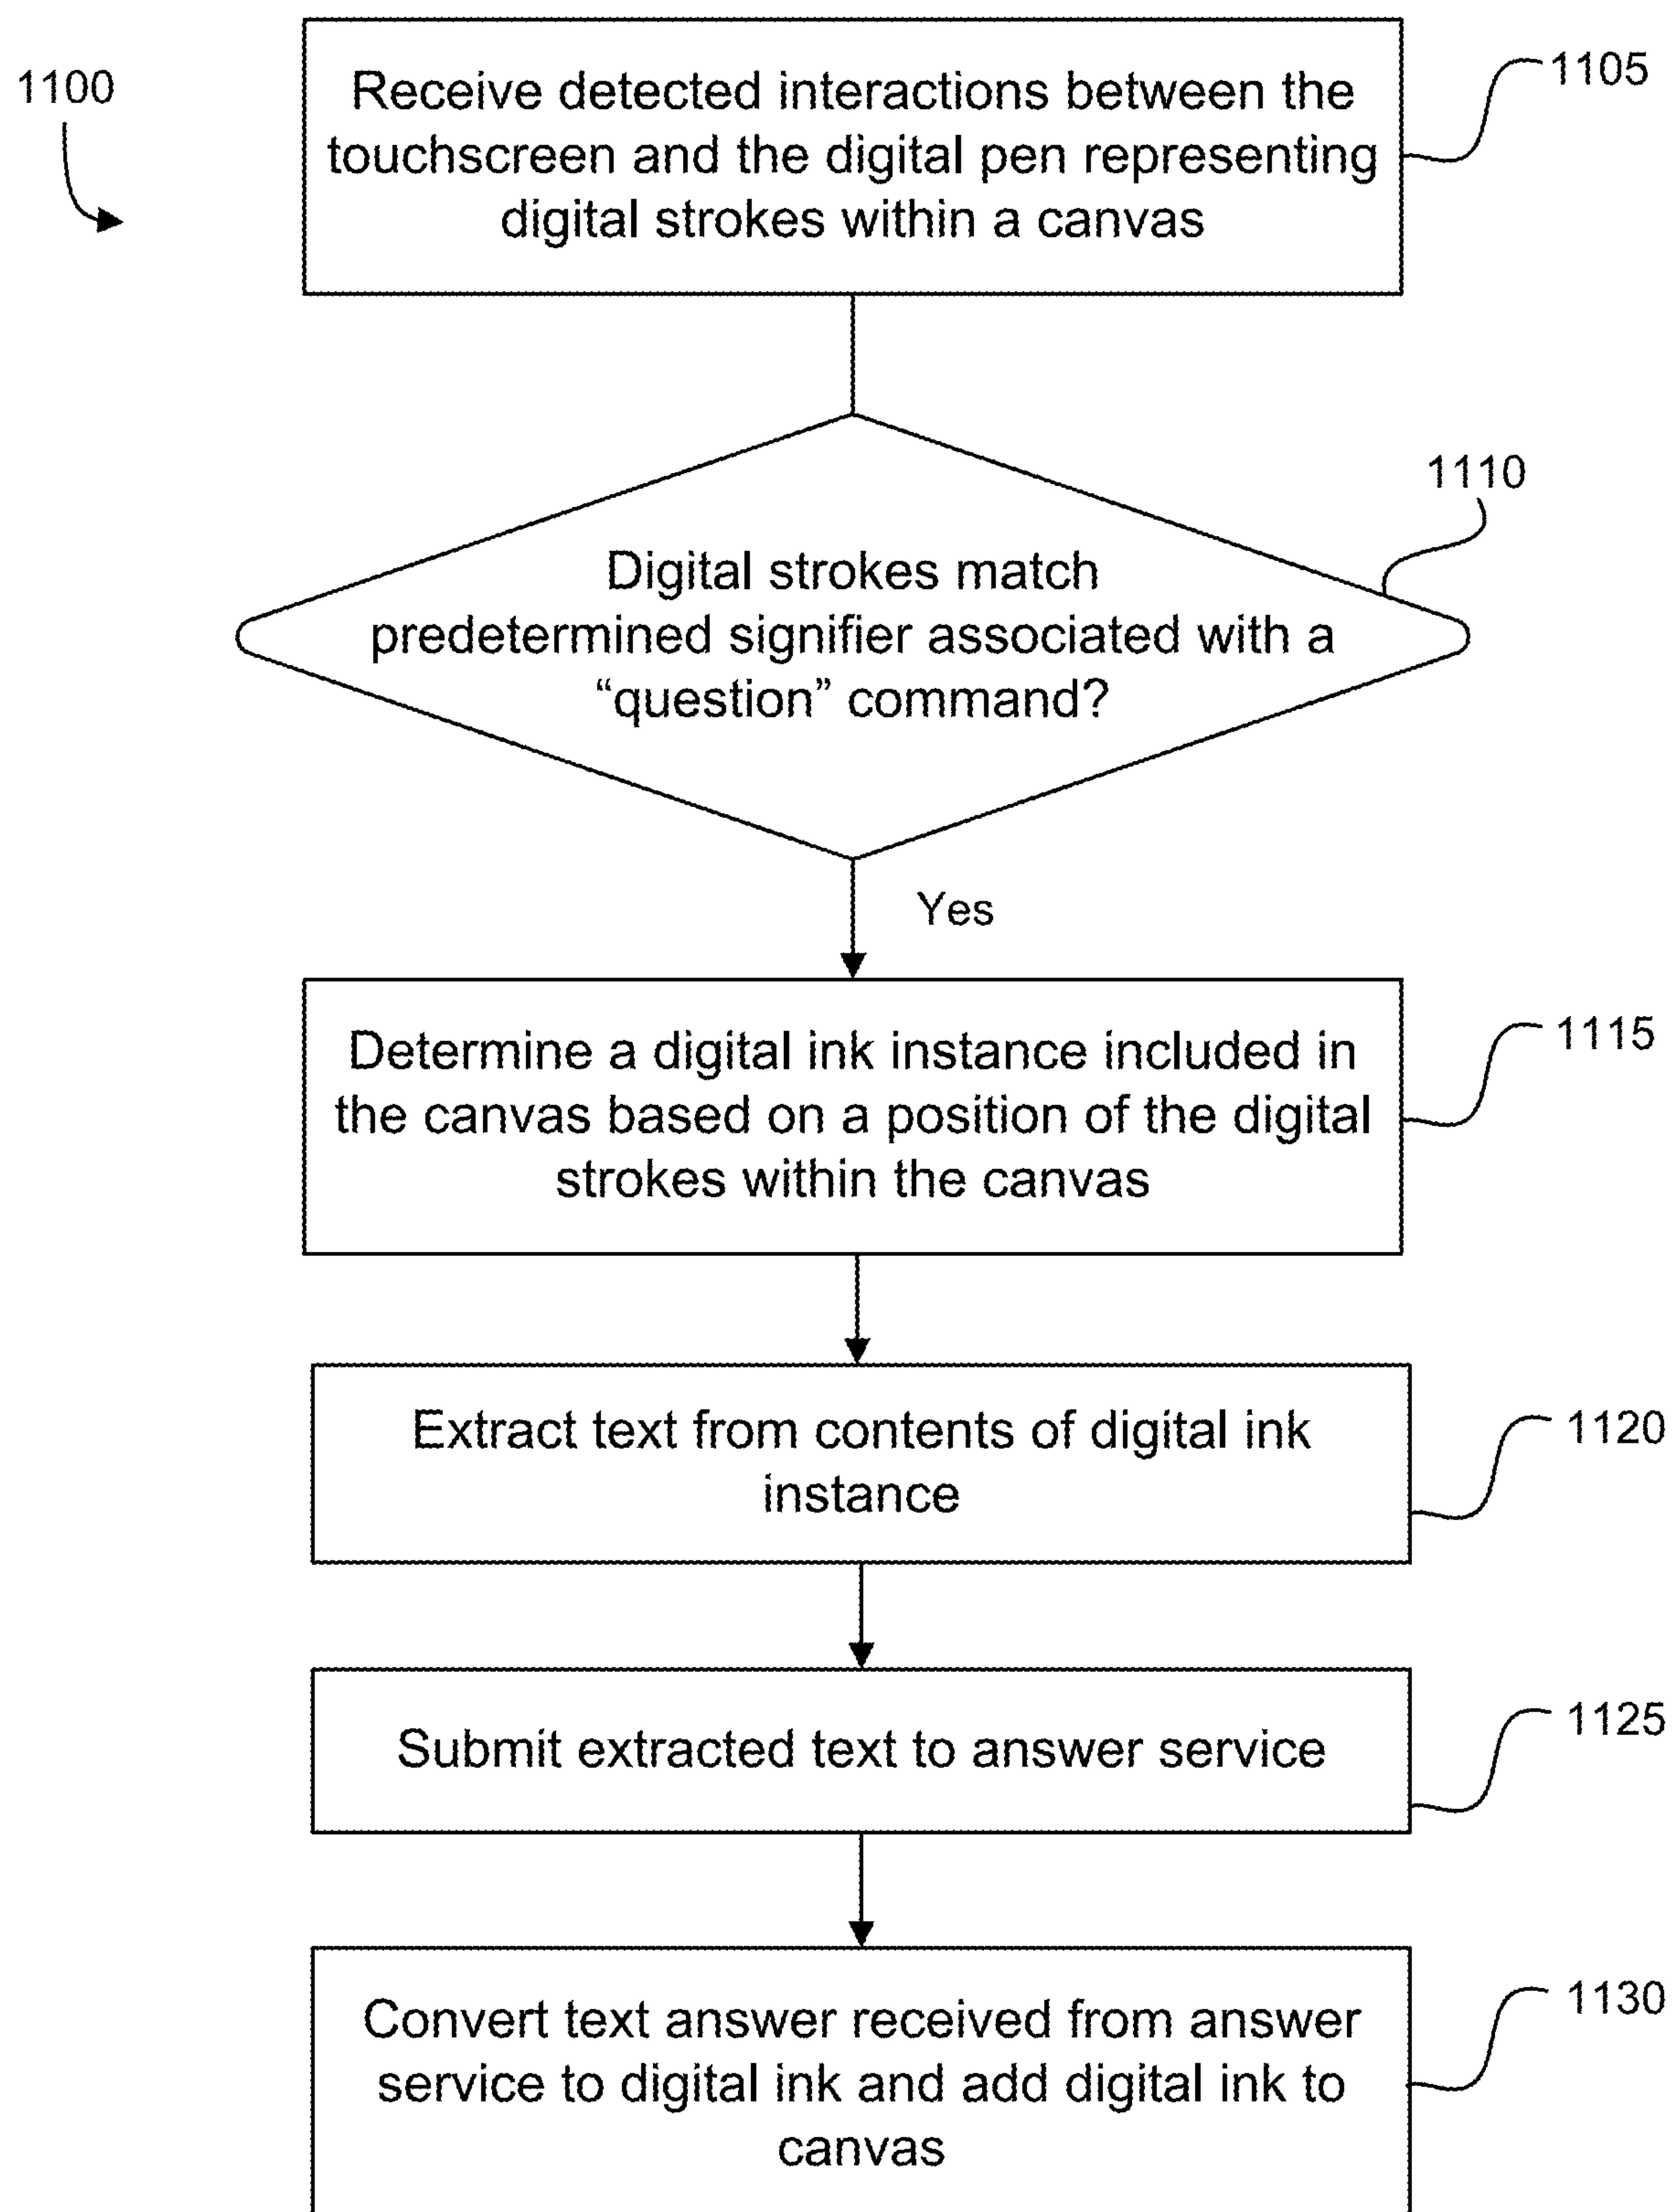 1100
Receive detected interactions between the
touchscreen and the digital pen representing
digital strokes within a canvas
1105
Digital strokes match
predetermined signifier associated with a
“question” command?
1110
Yes
Determine a digital ink instance included in
the canvas based on a position of the digital
strokes within the canvas
1115
Extract text from contents of digital ink
instance
1120
Submit extracted text to answer service
1125
Convert text answer received from answer
service to digital ink and add digital ink to
canvas
1130